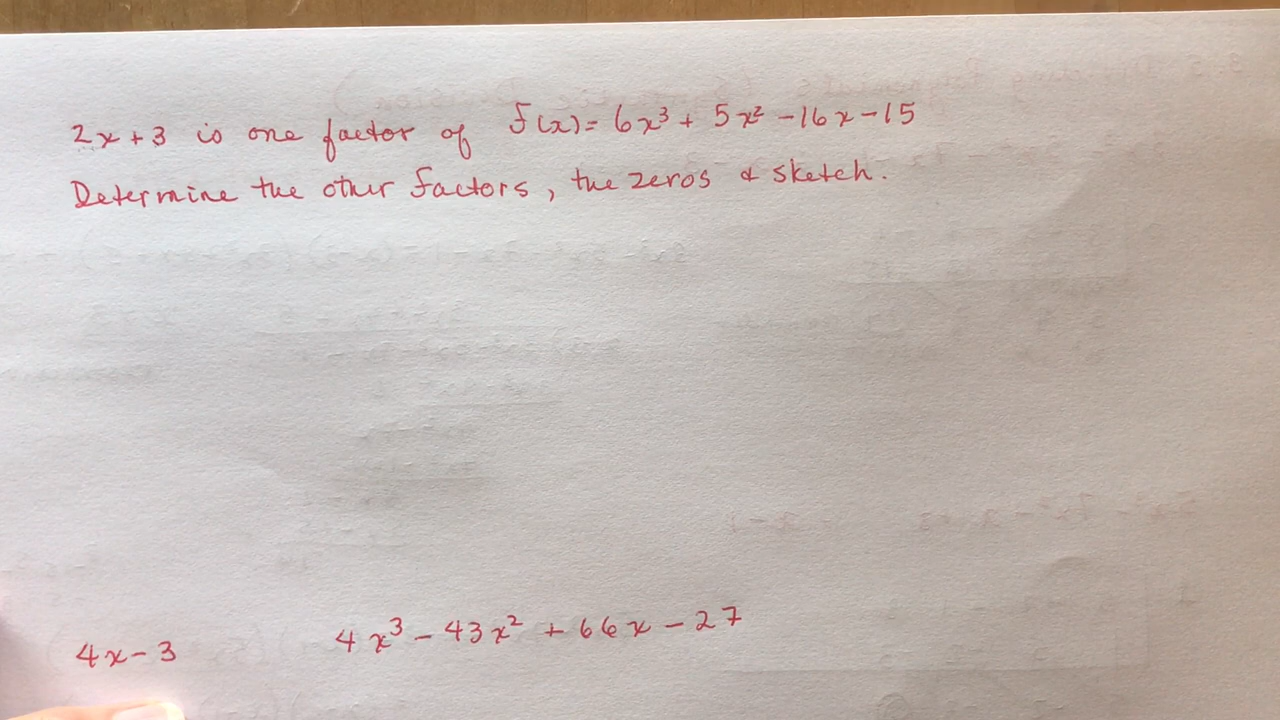 2x+3 is one factor of f(x)= 6x³ + 5x² -16x-15
Determine the other factors, the zeros & sketch.
4x-3 4x³ - 43x² + 66x - 27